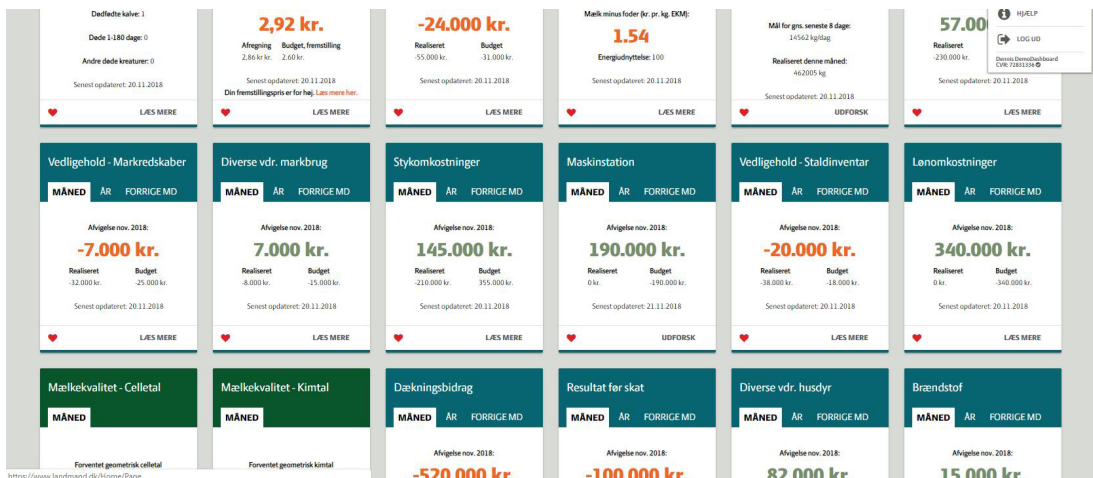 Dødfødte kalve: 1
Døde 1-180 dage: 0
Andre døde kreaturer: 0
Senest opdateret: 20.11.2018
LÆS MERE
2,92 kr.
Afregning Budget, fremstilling
2,86 kr kr. 2.60 kr.
Senest opdateret: 20.11.2018
Din fremstillingspris er for høj. Læs mere her.
LÆS MERE
-24.000 kr.
Realiseret Budget
-55.000 kr. -31.000 kr.
Senest opdateret: 20.11.2018
LÆS MERE
Mælk minus foder (kr. pr. kg. EKM):
1.54
Energiudnyttelse: 100
Senest opdateret: 20.11.2018
LÆS MERE
Mål for gns. seneste 8 dage:
14562 kg/dag
Realiseret denne måned:
462005 kg
Senest opdateret: 20.11.2018
UDFORSK
57.00
Realiseret
-230.000 kr.
Senest opdateret: 20.11.2018
LÆS MERE
HJÆLP
LOG UD
Dennis DemoDashboard
CVR: 72831336
Vedligehold - Markredskaber
MÅNED ÅR FORRIGE MD
Afvigelse nov. 2018:
-7.000 kr.
Realiseret Budget
-32.000 kr. -25.000 kr.
Senest opdateret: 20.11.2018
LÆS MERE
Diverse vdr. markbrug
MÅNED ÅR FORRIGE MD
Afvigelse nov. 2018:
7.000 kr.
Realiseret Budget
-8.000 kr. -15.000 kr.
Senest opdateret: 20.11.2018
LÆS MERE
Stykomkostninger
MÅNED ÅR FORRIGE MD
Afvigelse nov. 2018:
145.000 kr.
Realiseret Budget
-210.000 kr. 355.000 kr.
Senest opdateret: 20.11.2018
LÆS MERE
Maskinstation
MÅNED ÅR FORRIGE MD
Afvigelse nov. 2018:
190.000 kr.
Realiseret Budget
0 kr. -190.000 kr.
Senest opdateret: 21.11.2018
UDFORSK
Vedligehold - Staldinventar
MÅNED ÅR FORRIGE MD
Afvigelse nov. 2018:
-20.000 kr.
Realiseret Budget
-38.000 kr. -18.000 kr.
Senest opdateret: 20.11.2018
LÆS MERE
Lønomkostninger
MÅNED ÅR FORRIGE MD
Afvigelse nov. 2018:
340.000 kr.
Realiseret Budget
0 kr. -340.000 kr.
Senest opdateret: 20.11.2018
LÆS MERE
Mælkekvalitet - Celletal
MÅNED
Forventet geometrisk celletal
Mælkekvalitet - Kimtal
MÅNED
Forventet geometrisk kimtal
Dækningsbidrag
MÅNED ÅR FORRIGE MD
Afvigelse nov. 2018:
-520.000 kr.
Resultat før skat
MÅNED ÅR FORRIGE MD
Afvigelse nov. 2018:
-100.000 kr.
Diverse vdr. husdyr
MÅNED ÅR FORRIGE MD
Afvigelse nov. 2018:
82.000 kr.
Brændstof
MÅNED ÅR FORRIGE MD
Afvigelse nov. 2018:
15.000 kr.
https://www.landmand.dk/Home/Page